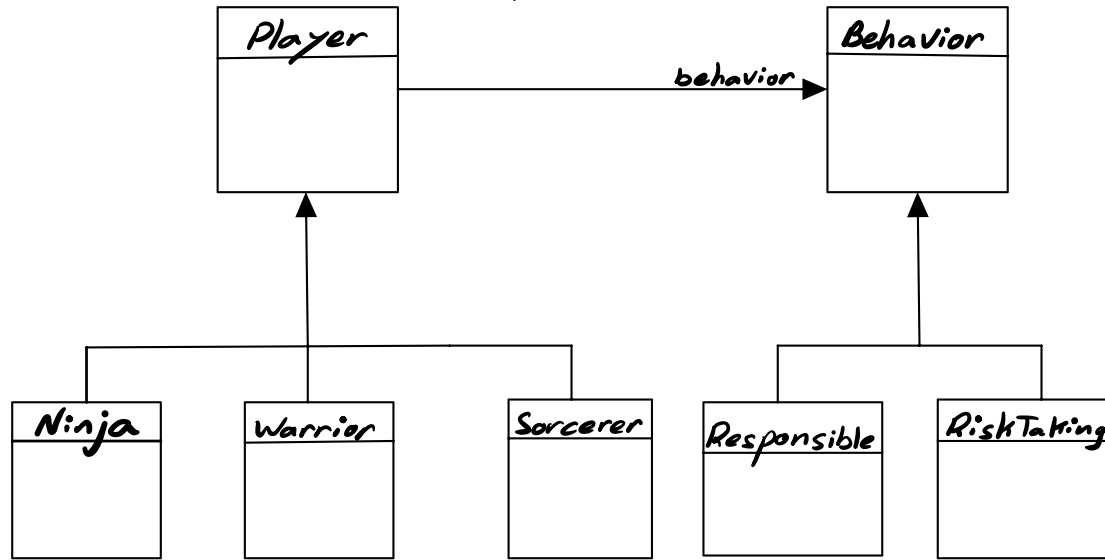 Player
Behavior
behavior
Ninja
Warrior
Sorcerer
Responsible
RiskTaking